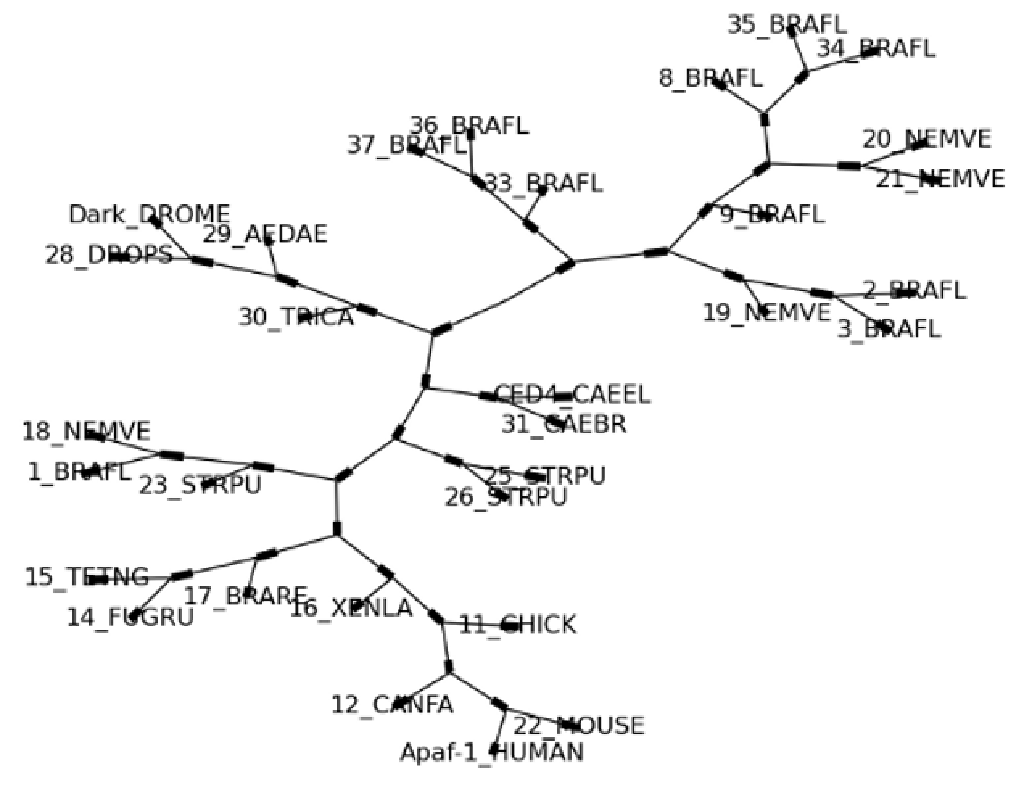 35_BRAFL
34_BRAFL
8_BRAFL
36_BRAFL
37_BRAFL
20_NEMVE
21_NEMVE
33_BRAFL
9_BRAFL
Dark_DROME
29_AEDAE
28_DROPS
2_BRAFL
30_TRICA
19_NEMVE
3_BRAFL
CED4_CAEEL
31_CAEBR
18_NEMVE
1_BRAFL
23_STRPU
25_STRPU
26_STRPU
15_TETNG
17_BRARE
16_XENLA
14_FUGRU
11_CHICK
12_CANFA
22_MOUSE
Apaf-1_HUMAN